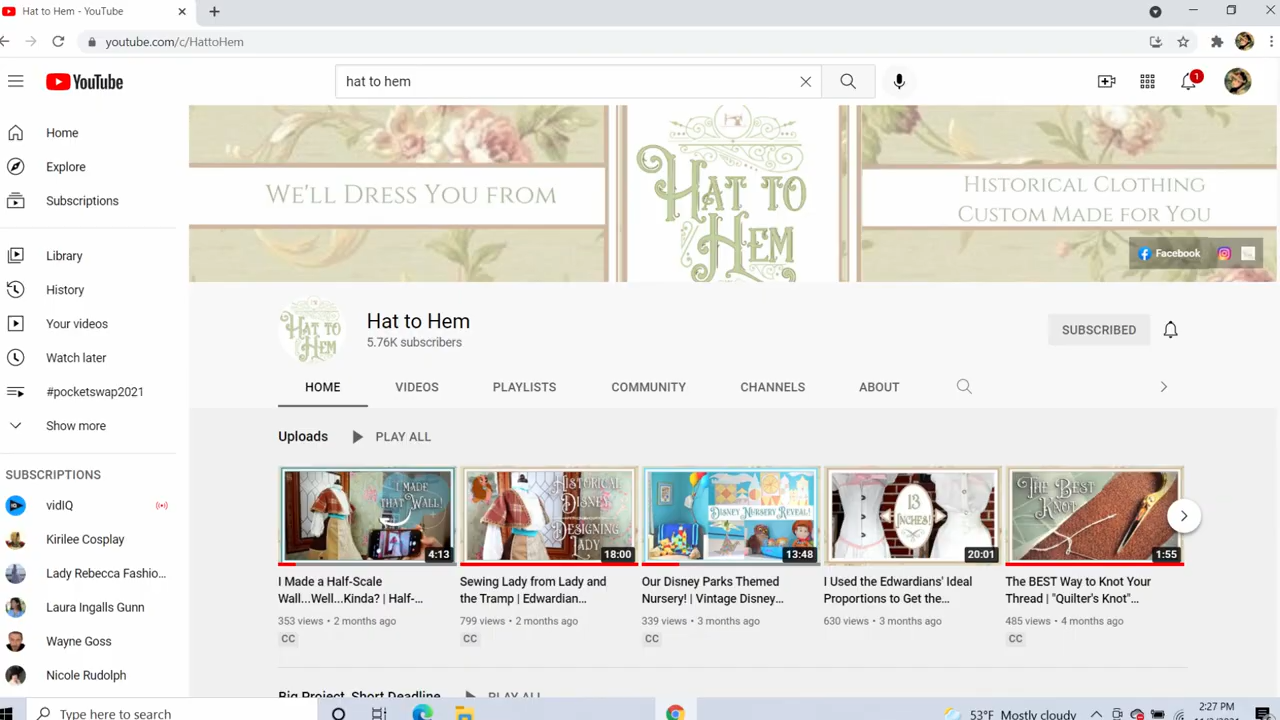 Hat to Hem - YouTube
youtube.com/c/HattoHem
YouTube
hat to hem
1
Home
Explore
Subscriptions
Library
History
Your videos
Watch later
#pocketswap2021
Show more
SUBSCRIPTIONS
vidIQ
Kirilee Cosplay
Lady Rebecca Fashio...
Laura Ingalls Gunn
Wayne Goss
Nicole Rudolph
WE'LL DRESS YOU FROM
HAT TO
HEM
HISTORICAL CLOTHING
CUSTOM MADE FOR YOU
Facebook
HAT TO
HEM
Hat to Hem
5.76K subscribers
SUBSCRIBED
HOME VIDEOS PLAYLISTS COMMUNITY CHANNELS ABOUT
Uploads PLAY ALL
I MADE
THAT WALL!
4:13
HISTORICAL
DISNEY
DESIGNING
LADY
18:00
DISNEY NURSERY REVEAL!
13:48
13
INCHES!
20:01
THE BEST
KNOT
1:55
I Made a Half-Scale
Wall...Well...Kinda? | Half-...
353 views • 2 months ago
CC
Sewing Lady from Lady and
the Tramp | Edwardian...
799 views • 2 months ago
CC
Our Disney Parks Themed
Nursery! | Vintage Disney...
339 views • 3 months ago
CC
I Used the Edwardians' Ideal
Proportions to Get the...
630 views • 3 months ago
The BEST Way to Knot Your
Thread | "Quilter's Knot"...
485 views • 4 months ago
CC
Big Project, Short Deadline PLAY ALL
Type here to search
53°F Mostly cloudy
2:27 PM